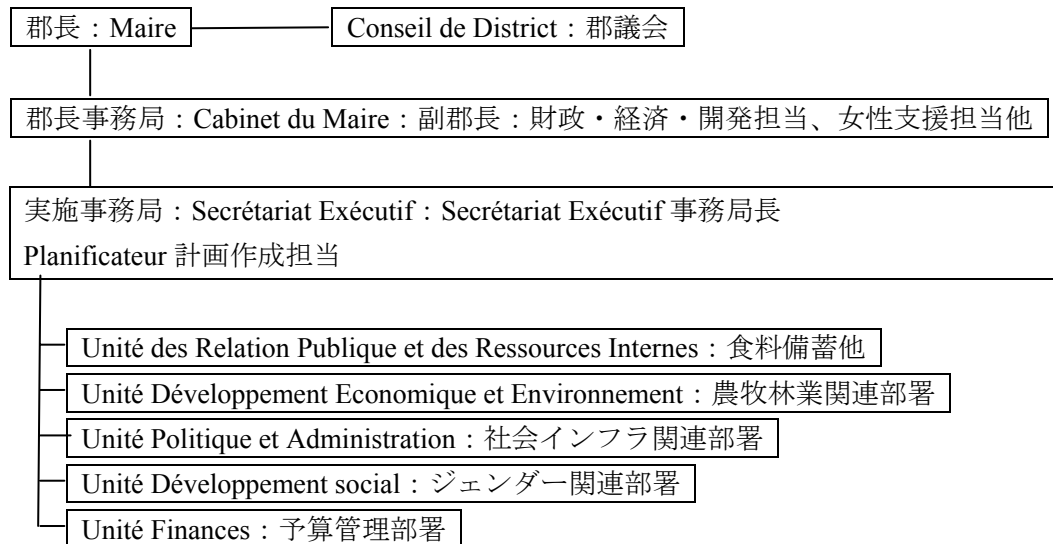 郡長：Maire
Conseil de District：郡議会
郡長事務局：Cabinet du Maire：副郡長：財政・経済・開発担当、女性支援担当他
実施事務局：Secrétariat Exécutif：Secrétariat Exécutif 事務局長
Planificateur 計画作成担当
Unité des Relation Publique et des Ressources Internes：食料備蓄他
Unité Développement Economique et Environnement：農牧林業関連部署
Unité Politique et Administration：社会インフラ関連部署
Unité Développement social：ジェンダー関連部署
Unité Finances：予算管理部署